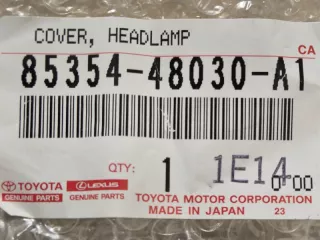 COVER, HEADLAMP
CA
85354-48030-A1
QTY: 1 1E14 0·00
TOYOTA LEXUS TOYOTA MOTOR CORPORATION
GENUINE PARTS GENUINE PARTS MADE IN JAPAN 23